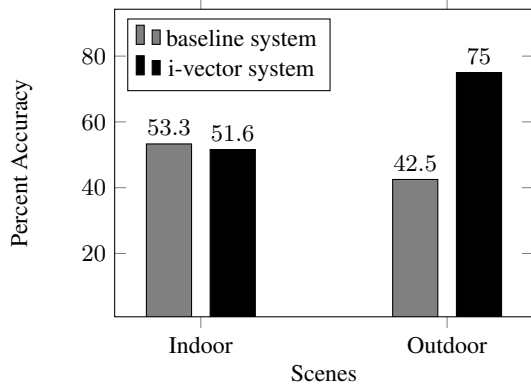 baseline system
i-vector system
Percent Accuracy
80
60
40
20
53.3
51.6
42.5
75
Indoor
Outdoor
Scenes